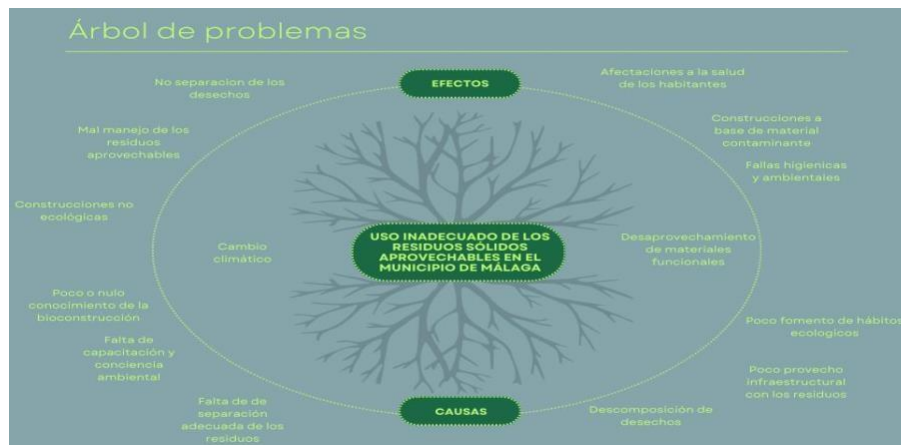 Árbol de problemas
EFECTOS
No separacion de los
desechos
Mal manejo de los
residuos
aprovechables
Construcciones no
ecológicas
Cambio
climático
Afectaciones a la salud
de los habitantes
Construcciones a
base de material
contaminante
Fallas higienicas
y ambientales
Desaprovechamiento
de materiales
funcionales
USO INADECUADO DE LOS
RESIDUOS SÓLIDOS
APROVECHABLES EN EL
MUNICIPIO DE MÁLAGA
Poco o nulo
conocimiento de la
bioconstrucción
Falta de
capacitación y
conciencia
ambiental
Falta de de
separación
adecuada de los
residuos
Poco fomento de hábitos
ecologicos
Poco provecho
infraestructural
con los residuos
Descomposición de
desechos
CAUSAS